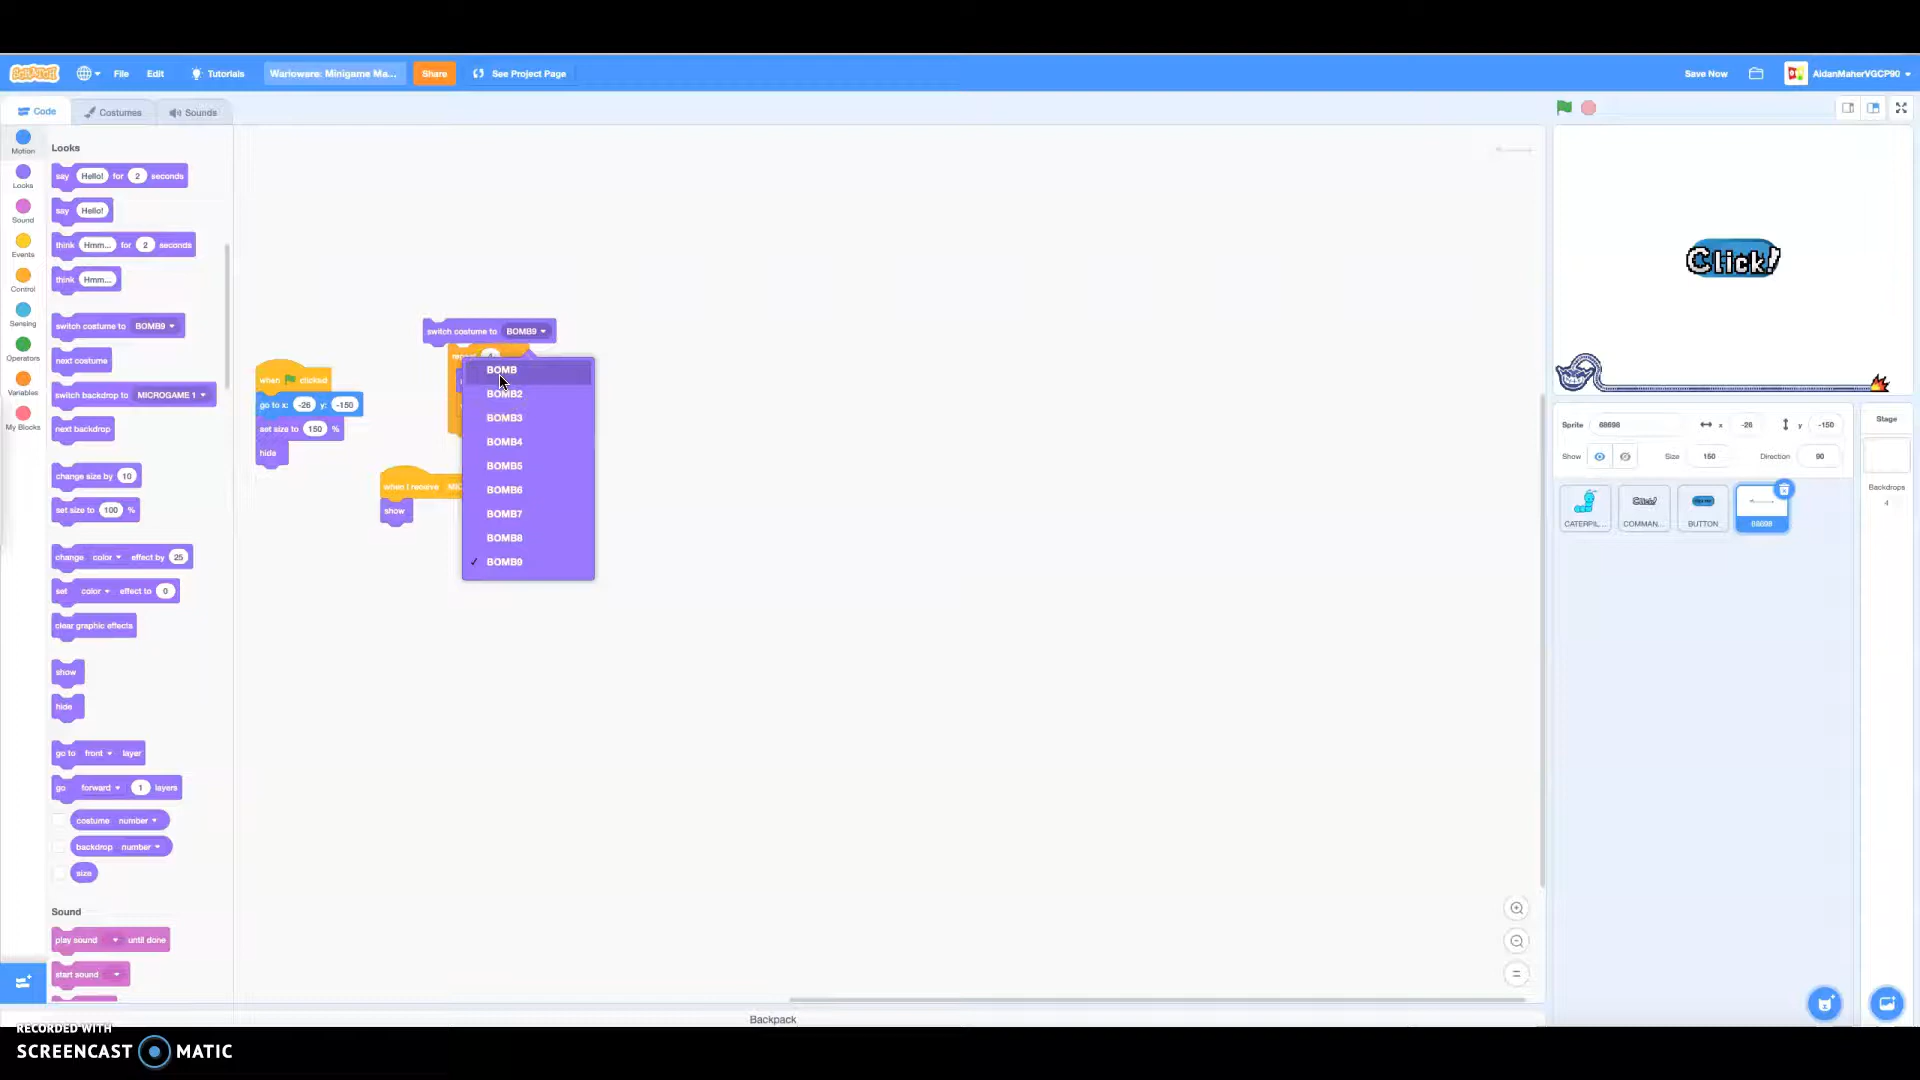 SCRATCH
File
Edit
Tutorials
Warioware: Minigame Ma...
Share
See Project Page
Save Now
AidanMaherVGCP90
Code
Costumes
Sounds
Motion
Looks
Sound
Events
Control
Sensing
Operators
Variables
My Blocks
Looks
say Hello! for 2 seconds
say Hello!
think Hmm... for 2 seconds
think Hmm...
switch costume to BOMB9
next costume
switch backdrop to MICROGAME 1
next backdrop
change size by 10
set size to 100 %
change color effect by 25
set color effect to 0
clear graphic effects
show
hide
go to front layer
go forward 1 layers
costume number
backdrop number
size
Sound
play sound until done
start sound
when clicked
go to x: -26 y: -150
set size to 150 %
hide
switch costume to BOMB9
BOMB
BOMB2
BOMB3
BOMB4
BOMB5
BOMB6
BOMB7
BOMB8
BOMB9
when I receive
show
Click!
Sprite 68698 x -26 y -150
Show Size 150 Direction 90
CATERPIL...
COMMAN...
BUTTON
68698
Stage
Backdrops
4
Backpack
RECORDED WITH
SCREENCAST MATIC